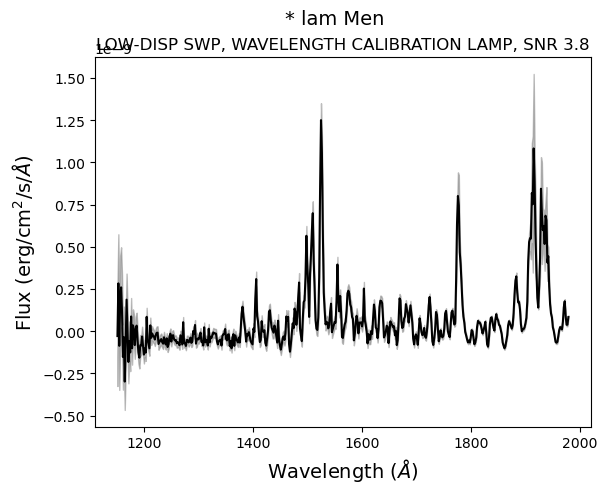 * lam Men
LOW-DISP SWP, WAVELENGTH CALIBRATION LAMP, SNR 3.8
1e−9
1.50
1.25
1.00
0.75
0.50
0.25
0.00
−0.25
−0.50
Flux (erg/cm²/s/Å)
1200 1400 1600 1800 2000
Wavelength (Å)